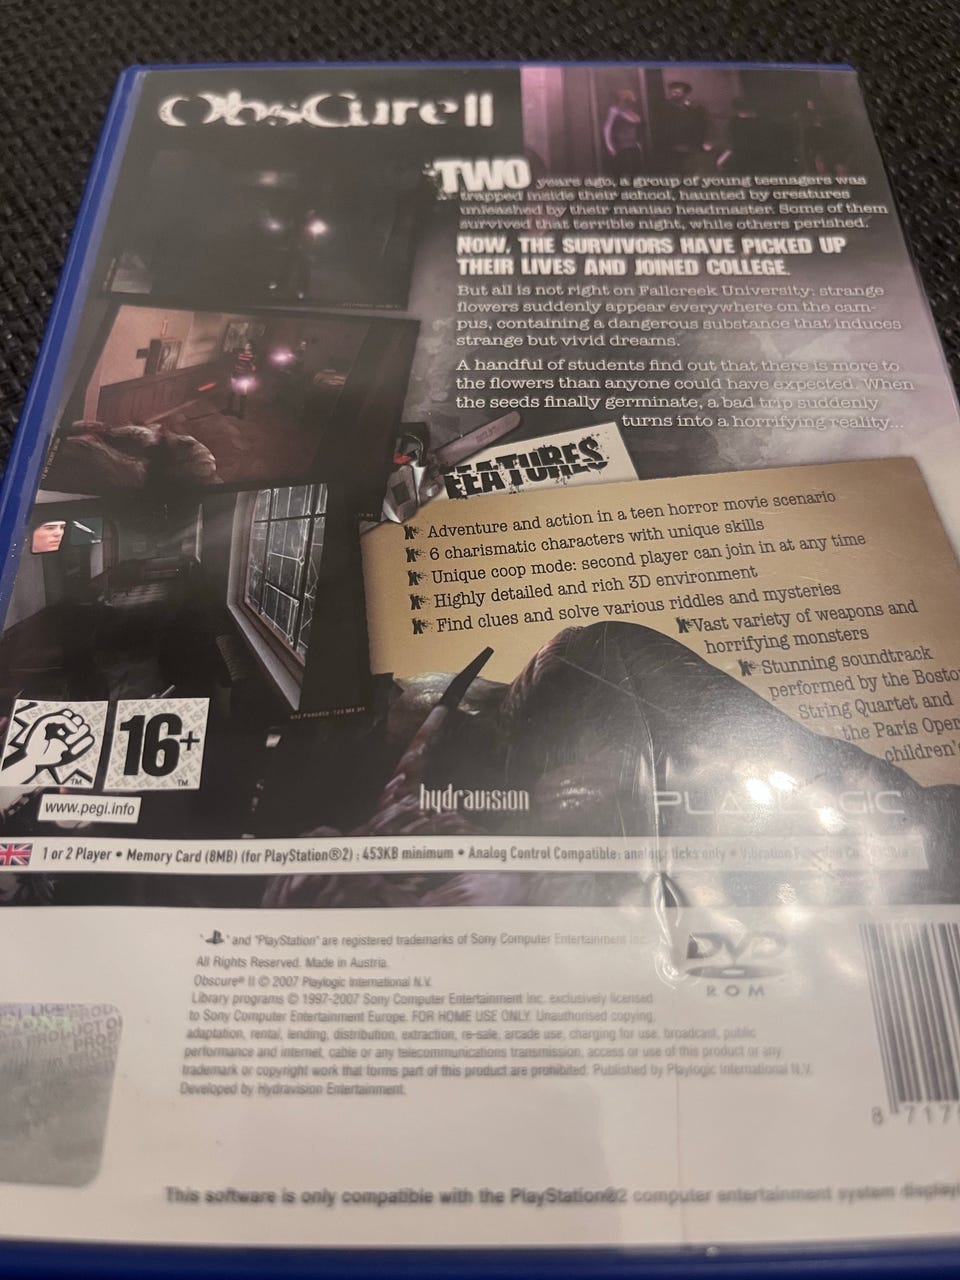 ObsCure II
TWO years ago, a group of young teenagers was
trapped inside their school, haunted by creatures
unleashed by their maniac headmaster. Some of them
survived that terrible night, while others perished.
NOW, THE SURVIVORS HAVE PICKED UP
THEIR LIVES AND JOINED COLLEGE.
But all is not right on Fallcreek University: strange
flowers suddenly appear everywhere on the cam-
pus, containing a dangerous substance that induces
strange but vivid dreams.
A handful of students find out that there is more to
the flowers than anyone could have expected. When
the seeds finally germinate, a bad trip suddenly
turns into a horrifying reality...
FEATURES
Adventure and action in a teen horror movie scenario
6 charismatic characters with unique skills
Unique coop mode: second player can join in at any time
Highly detailed and rich 3D environment
Find clues and solve various riddles and mysteries
Vast variety of weapons and
horrifying monsters
Stunning soundtrack
performed by the Bosto
String Quartet and
the Paris Oper
children's
16+
TM
TM
www.pegi.info
hydravision
PLAYLOGIC
1 or 2 Player • Memory Card (8MB) (for PlayStation®2) : 453KB minimum • Analog Control Compatible: analog sticks only • Vibration Function
"PS" and "PlayStation" are registered trademarks of Sony Computer Entertainment Inc.
All Rights Reserved. Made in Austria.
Obscure® II © 2007 Playlogic International N.V.
Library programs © 1997-2007 Sony Computer Entertainment Inc. exclusively licensed
to Sony Computer Entertainment Europe. FOR HOME USE ONLY. Unauthorised copying,
adaptation, rental, lending, distribution, extraction, re-sale, arcade use, charging for use, broadcast, public
performance and internet, cable or any telecommunications transmission, access or use of this product or any
trademark or copyright work that forms part of this product are prohibited. Published by Playlogic International N.V.
Developed by Hydravision Entertainment.
DVD
ROM
8 717
This software is only compatible with the PlayStation®2 computer entertainment system display